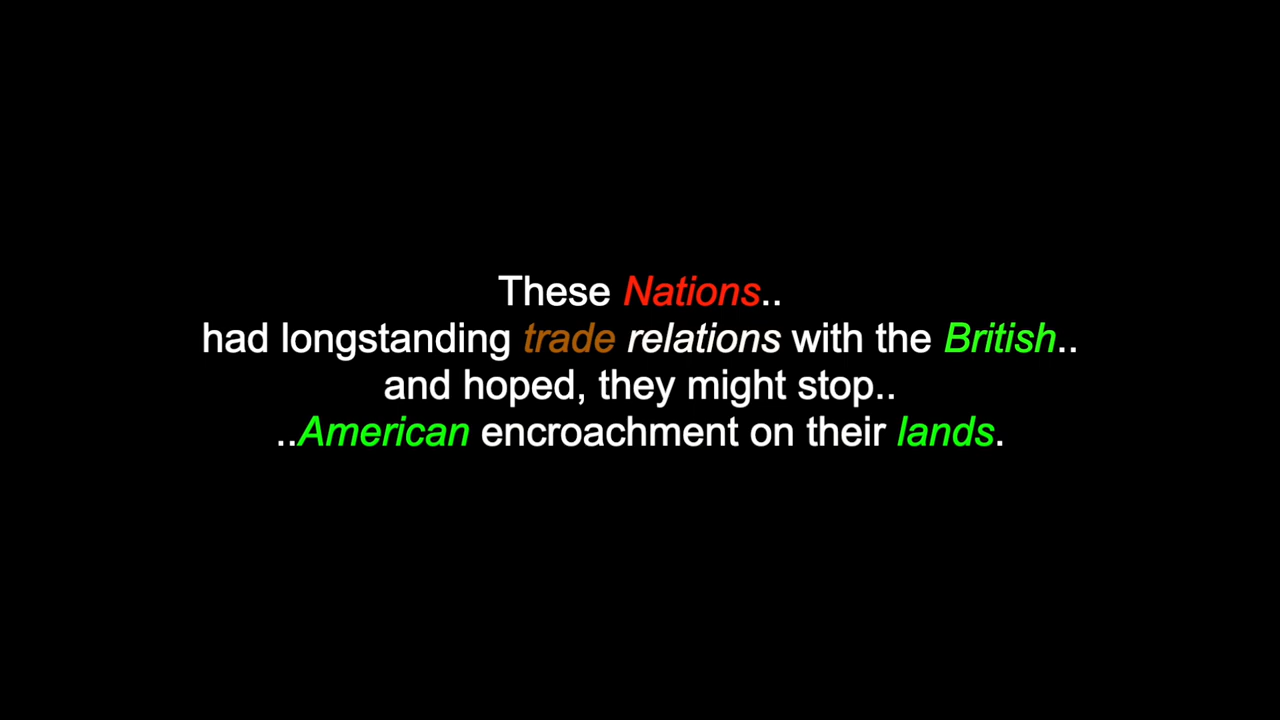 These Nations..
had longstanding trade relations with the British..
and hoped, they might stop..
..American encroachment on their lands.